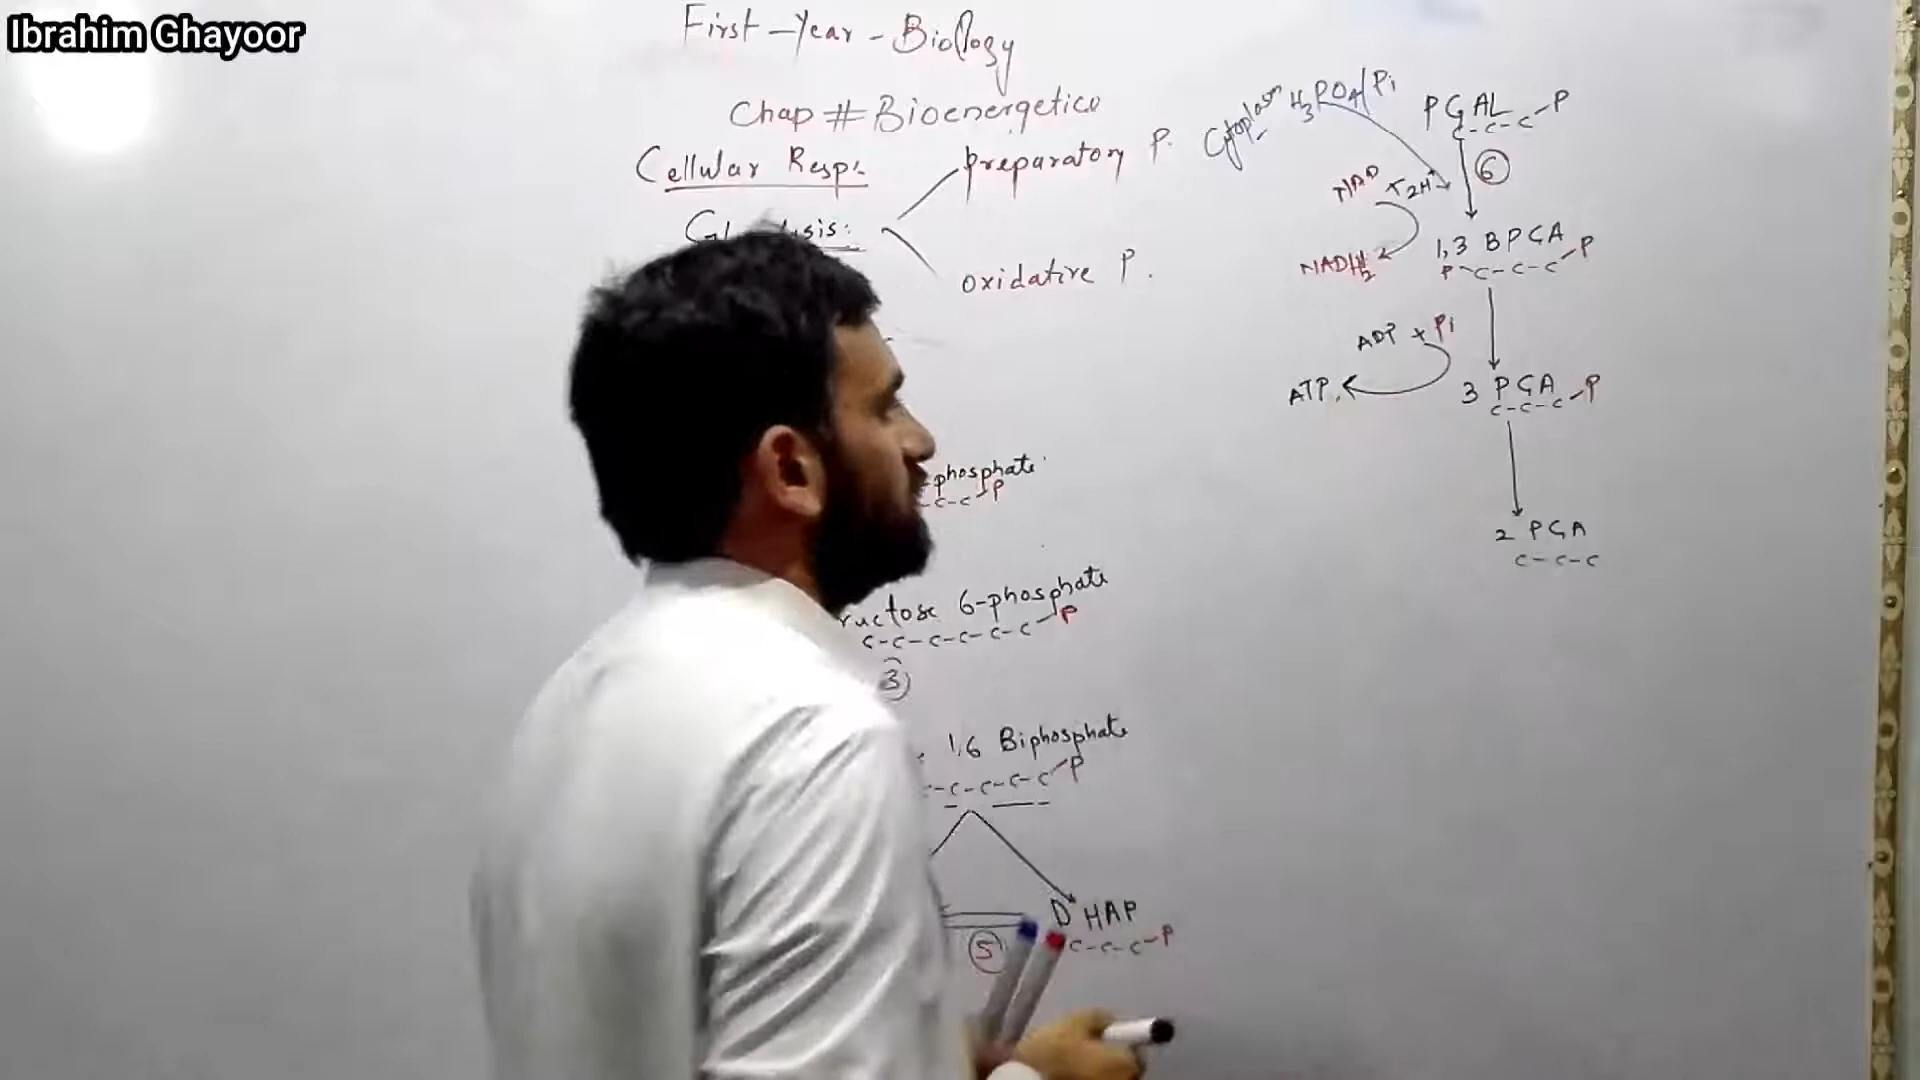 Ibrahim Ghayoor
First-Year-Biology
Chap # Bioenergetics
Cellular Resp:
preparatory P.
oxidative P.
phosphate
C-C-P
ructose 6-phosphate
C-C-C-C-C-C-P
3
1,6 Biphosphate
-C-C-C-C-P
DHAP
5
C-C-C-P
Cytoplasm
H3PO4/Pi
PGAL
C-C-C-P
6
NAD
2H+
NADH2
1,3 BPGA
P-C-C-C-P
ADP + Pi
ATP
3 PGA
C-C-C-P
2 PGA
C-C-C